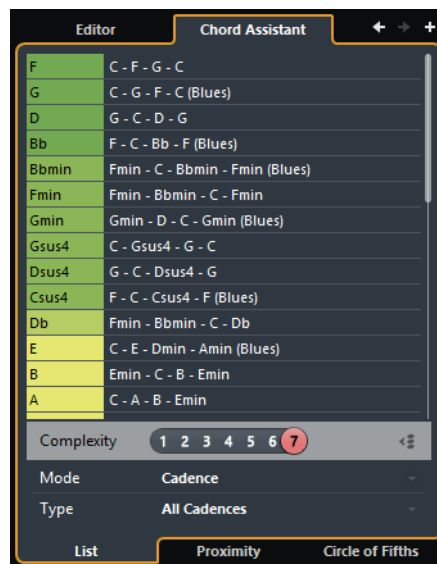 Editor Chord Assistant
F C - F - G - C
G C - G - F - C (Blues)
D G - C - D - G
Bb F - C - Bb - F (Blues)
Bbmin Fmin - C - Bbmin - Fmin (Blues)
Fmin Fmin - Bbmin - C - Fmin
Gmin Gmin - D - C - Gmin (Blues)
Gsus4 C - Gsus4 - G - C
Dsus4 G - C - Dsus4 - G
Csus4 F - C - Csus4 - F (Blues)
Db Fmin - Bbmin - C - Db
E C - E - Dmin - Amin (Blues)
B Emin - C - B - Emin
A C - A - B - Emin
Complexity 1 2 3 4 5 6 7
Mode Cadence
Type All Cadences
List Proximity Circle of Fifths